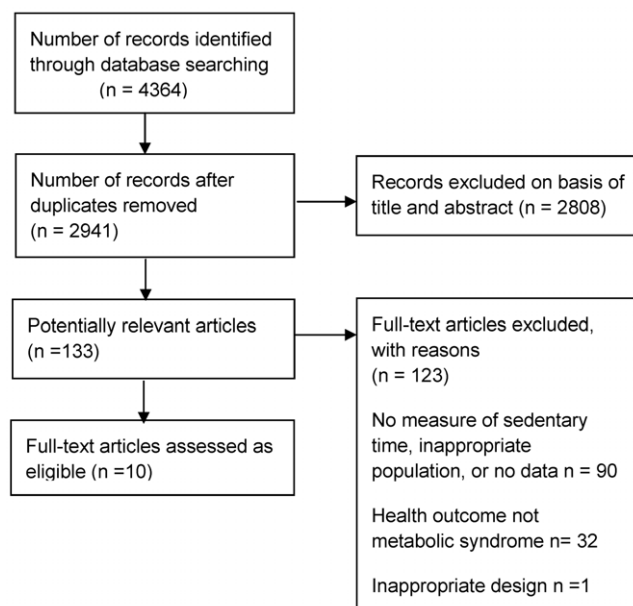 Number of records identified
through database searching
(n = 4364)
Number of records after
duplicates removed
(n = 2941)
Records excluded on basis of
title and abstract (n = 2808)
Potentially relevant articles
(n =133)
Full-text articles excluded,
with reasons
(n = 123)
No measure of sedentary
time, inappropriate
population, or no data n = 90
Health outcome not
metabolic syndrome n= 32
Inappropriate design n =1
Full-text articles assessed as
eligible (n =10)